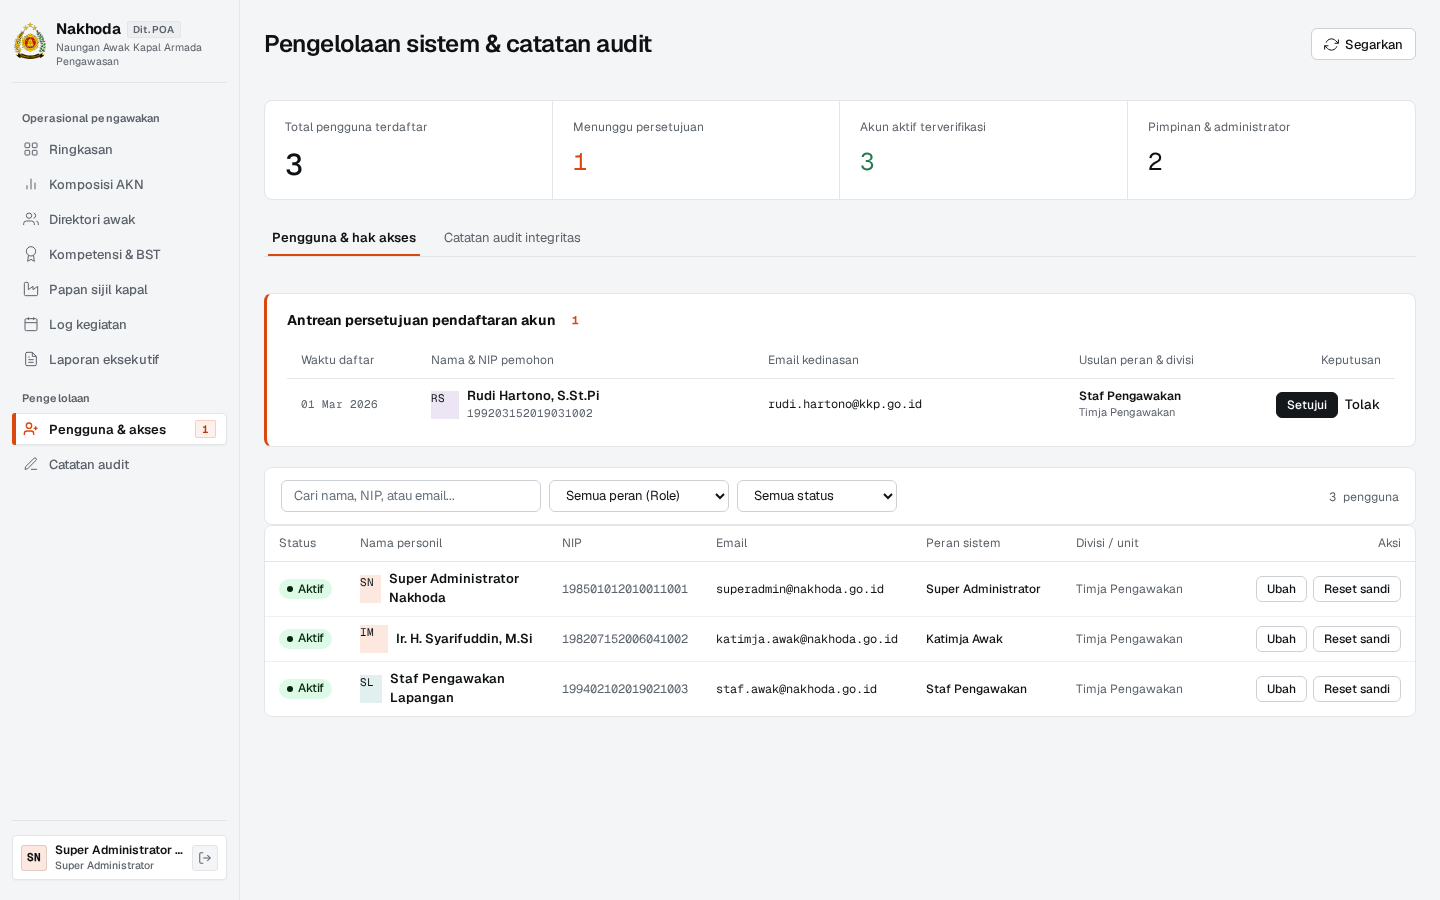 Nakhoda Dit. POA
Naungan Awak Kapal Armada
Pengawasan
Operasional pengawakan
Ringkasan
Komposisi AKN
Direktori awak
Kompetensi & BST
Papan sijil kapal
Log kegiatan
Laporan eksekutif
Pengelolaan
Pengguna & akses 1
Catatan audit
SN Super Administrator ...
Super Administrator
Pengelolaan sistem & catatan audit
Segarkan
Total pengguna terdaftar
3
Menunggu persetujuan
1
Akun aktif terverifikasi
3
Pimpinan & administrator
2
Pengguna & hak akses Catatan audit integritas
Antrean persetujuan pendaftaran akun 1
Waktu daftar Nama & NIP pemohon Email kedinasan Usulan peran & divisi Keputusan
01 Mar 2026 RS Rudi Hartono, S.St.Pi 199203152019031002 rudi.hartono@kkp.go.id Staf Pengawakan Timja Pengawakan Setujui Tolak
Cari nama, NIP, atau email... Semua peran (Role) Semua status 3 pengguna
Status Nama personil NIP Email Peran sistem Divisi / unit Aksi
Aktif SN Super Administrator Nakhoda 198501012010011001 superadmin@nakhoda.go.id Super Administrator Timja Pengawakan Ubah Reset sandi
Aktif IM Ir. H. Syarifuddin, M.Si 198207152006041002 katimja.awak@nakhoda.go.id Katimja Awak Timja Pengawakan Ubah Reset sandi
Aktif SL Staf Pengawakan Lapangan 199402102019021003 staf.awak@nakhoda.go.id Staf Pengawakan Timja Pengawakan Ubah Reset sandi